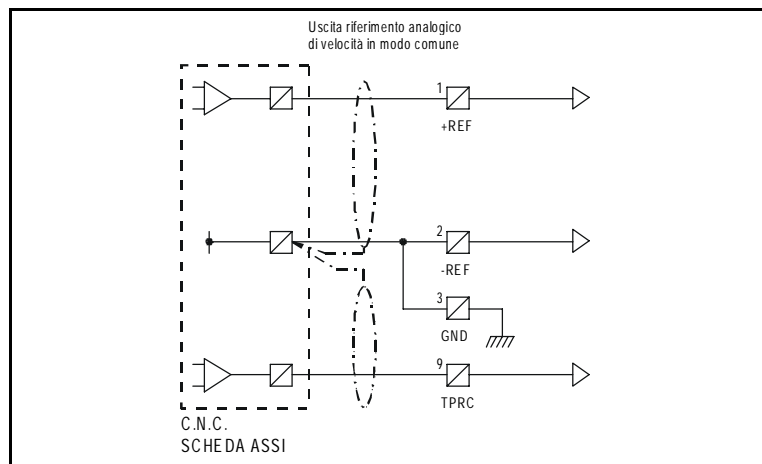 Uscita riferimento analogico
di velocità in modo comune
1
+REF
2
-REF
3
GND
9
TPRC
C.N.C.
SCHEDA ASSI